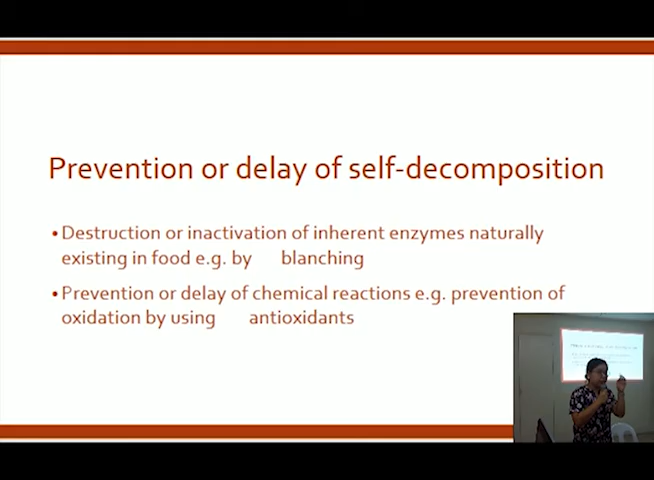 Prevention or delay of self-decomposition
•Destruction or inactivation of inherent enzymes naturally
existing in food e.g. by blanching
•Prevention or delay of chemical reactions e.g. prevention of
oxidation by using antioxidants